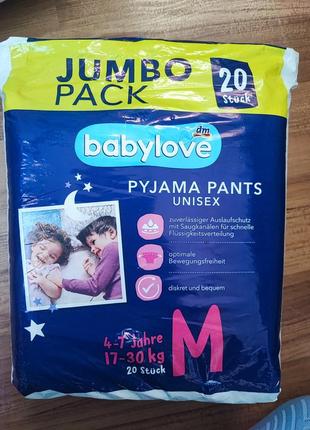 JUMBO
PACK
20
Stück
dm
babylove
PYJAMA PANTS
UNISEX
zuverlässiger Auslaufschutz
mit Saugkanälen für schnelle
Flüssigkeitsverteilung
optimale
Bewegungsfreiheit
diskret und bequem
4-7 Jahre
17-30 kg
20 Stück
M